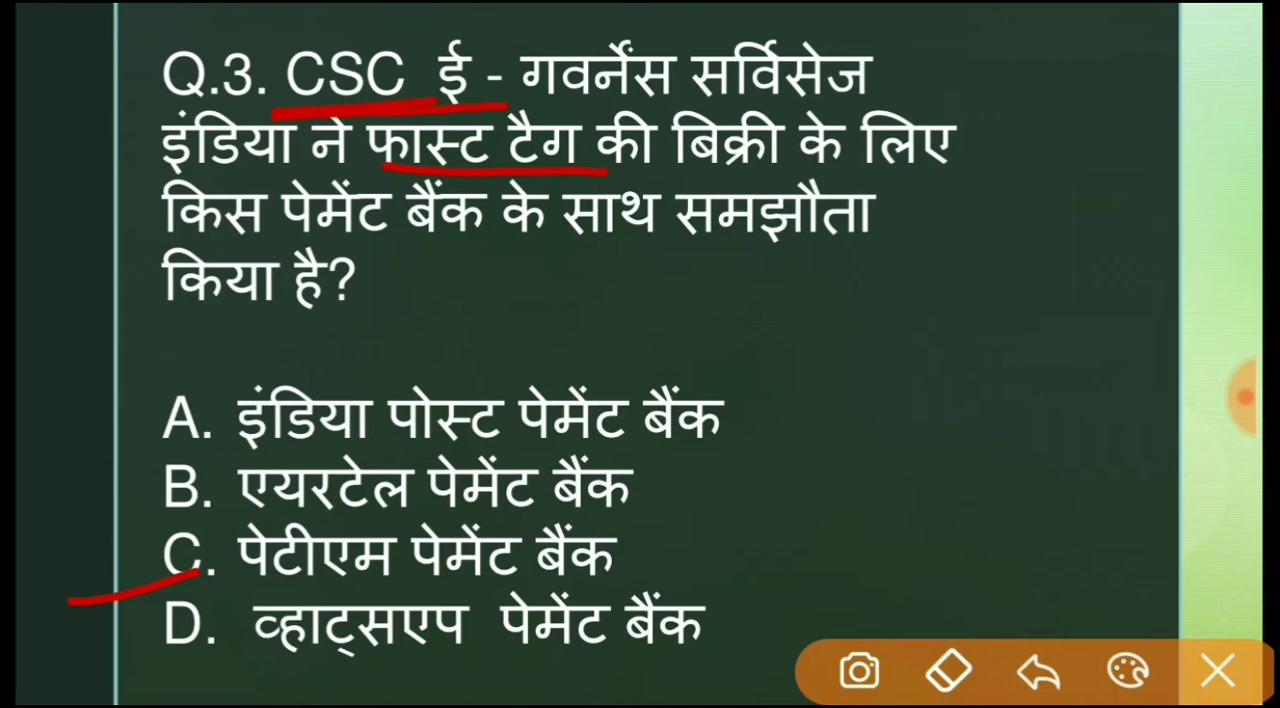 Q.3. CSC ई - गवर्नेंस सर्विसेज
इंडिया ने फास्ट टैग की बिक्री के लिए
किस पेमेंट बैंक के साथ समझौता
किया है?
A. इंडिया पोस्ट पेमेंट बैंक
B. एयरटेल पेमेंट बैंक
C. पेटीएम पेमेंट बैंक
D. व्हाट्सएप पेमेंट बैंक